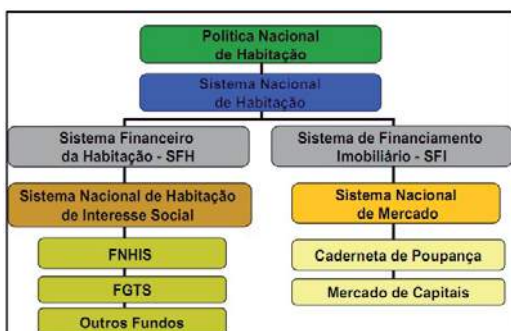 Política Nacional
de Habitação
Sistema Nacional
de Habitação
Sistema Financeiro
da Habitação - SFH
Sistema de Financiamento
Imobiliário - SFI
Sistema Nacional de Habitação
de Interesse Social
Sistema Nacional
de Mercado
FNHIS
Caderneta de Poupança
FGTS
Mercado de Capitais
Outros Fundos